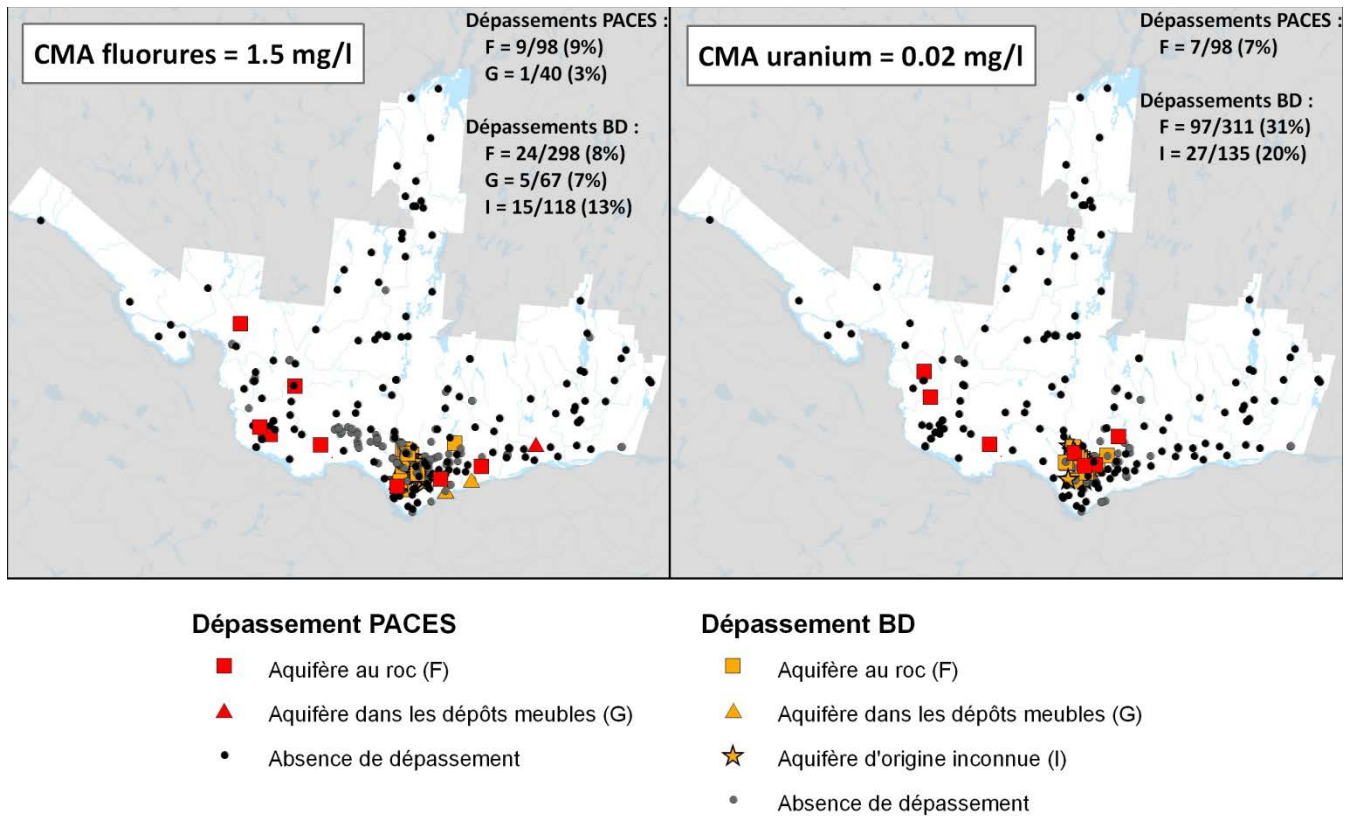 CMA fluorures = 1.5 mg/l
Dépassements PACES :
F = 9/98 (9%)
G = 1/40 (3%)
Dépassements BD :
F = 24/298 (8%)
G = 5/67 (7%)
I = 15/118 (13%)
CMA uranium = 0.02 mg/l
Dépassements PACES :
F = 7/98 (7%)
Dépassements BD :
F = 97/311 (31%)
I = 27/135 (20%)
Dépassement PACES
Aquifère au roc (F)
Aquifère dans les dépôts meubles (G)
Absence de dépassement
Dépassement BD
Aquifère au roc (F)
Aquifère dans les dépôts meubles (G)
Aquifère d'origine inconnue (I)
Absence de dépassement